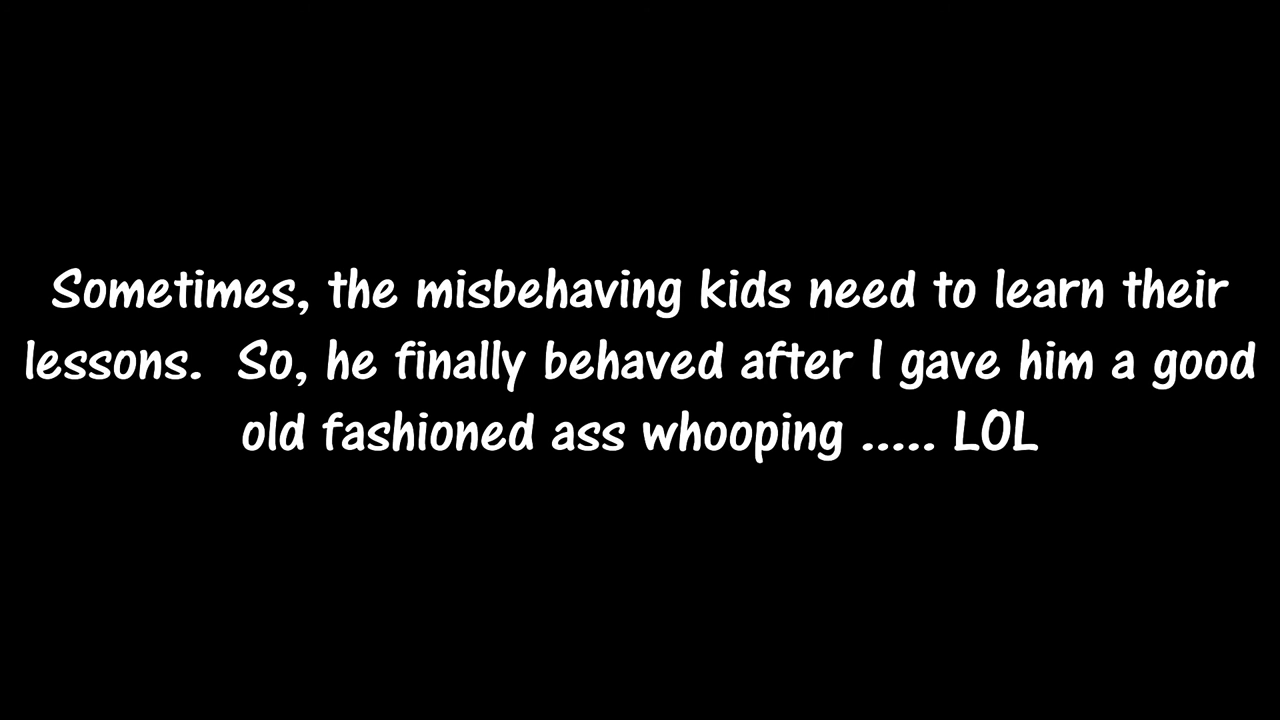 Sometimes, the misbehaving kids need to learn their
lessons.  So, he finally behaved after I gave him a good
old fashioned ass whooping ..... LOL